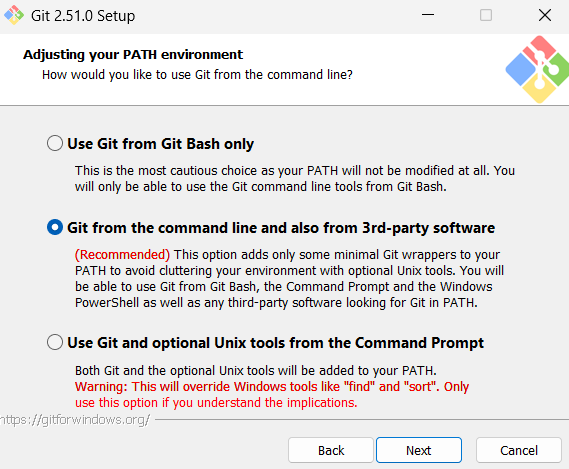 Git 2.51.0 Setup
Adjusting your PATH environment
How would you like to use Git from the command line?
Use Git from Git Bash only
This is the most cautious choice as your PATH will not be modified at all. You
will only be able to use the Git command line tools from Git Bash.
Git from the command line and also from 3rd-party software
(Recommended) This option adds only some minimal Git wrappers to your
PATH to avoid cluttering your environment with optional Unix tools. You will
be able to use Git from Git Bash, the Command Prompt and the Windows
PowerShell as well as any third-party software looking for Git in PATH.
Use Git and optional Unix tools from the Command Prompt
Both Git and the optional Unix tools will be added to your PATH.
Warning: This will override Windows tools like "find" and "sort". Only
use this option if you understand the implications.
https://gitforwindows.org/
Back
Next
Cancel